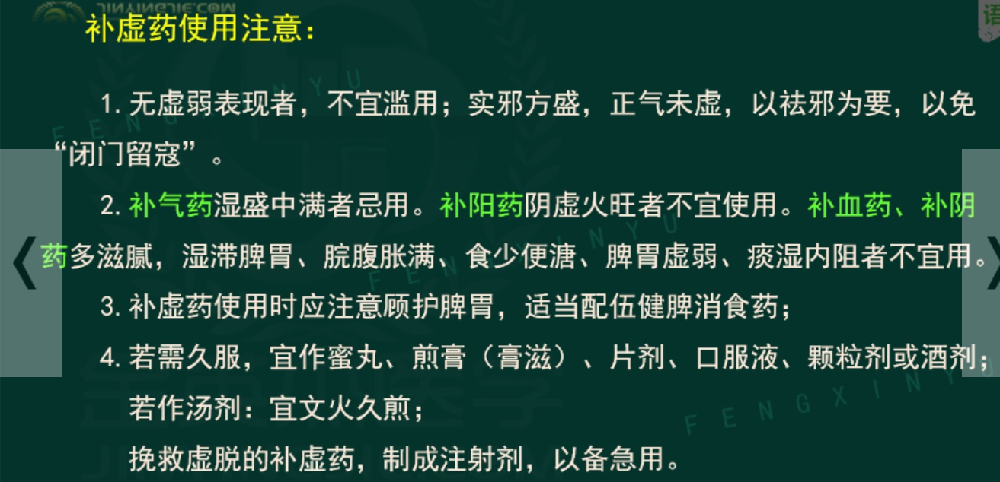 JINYINGJIE.COM
语
补虚药使用注意：
1.无虚弱表现者，不宜滥用；实邪方盛，正气未虚，以祛邪为要，以免
“闭门留寇”。
2.补气药湿盛中满者忌用。补阳药阴虚火旺者不宜使用。补血药、补阴
药多滋腻，湿滞脾胃、脘腹胀满、食少便溏、脾胃虚弱、痰湿内阻者不宜用。
3.补虚药使用时应注意顾护脾胃，适当配伍健脾消食药；
4.若需久服，宜作蜜丸、煎膏（膏滋）、片剂、口服液、颗粒剂或酒剂；
若作汤剂：宜文火久煎；
挽救虚脱的补虚药，制成注射剂，以备急用。
FENGXINYU
FENGXINYU
FENGXINYU